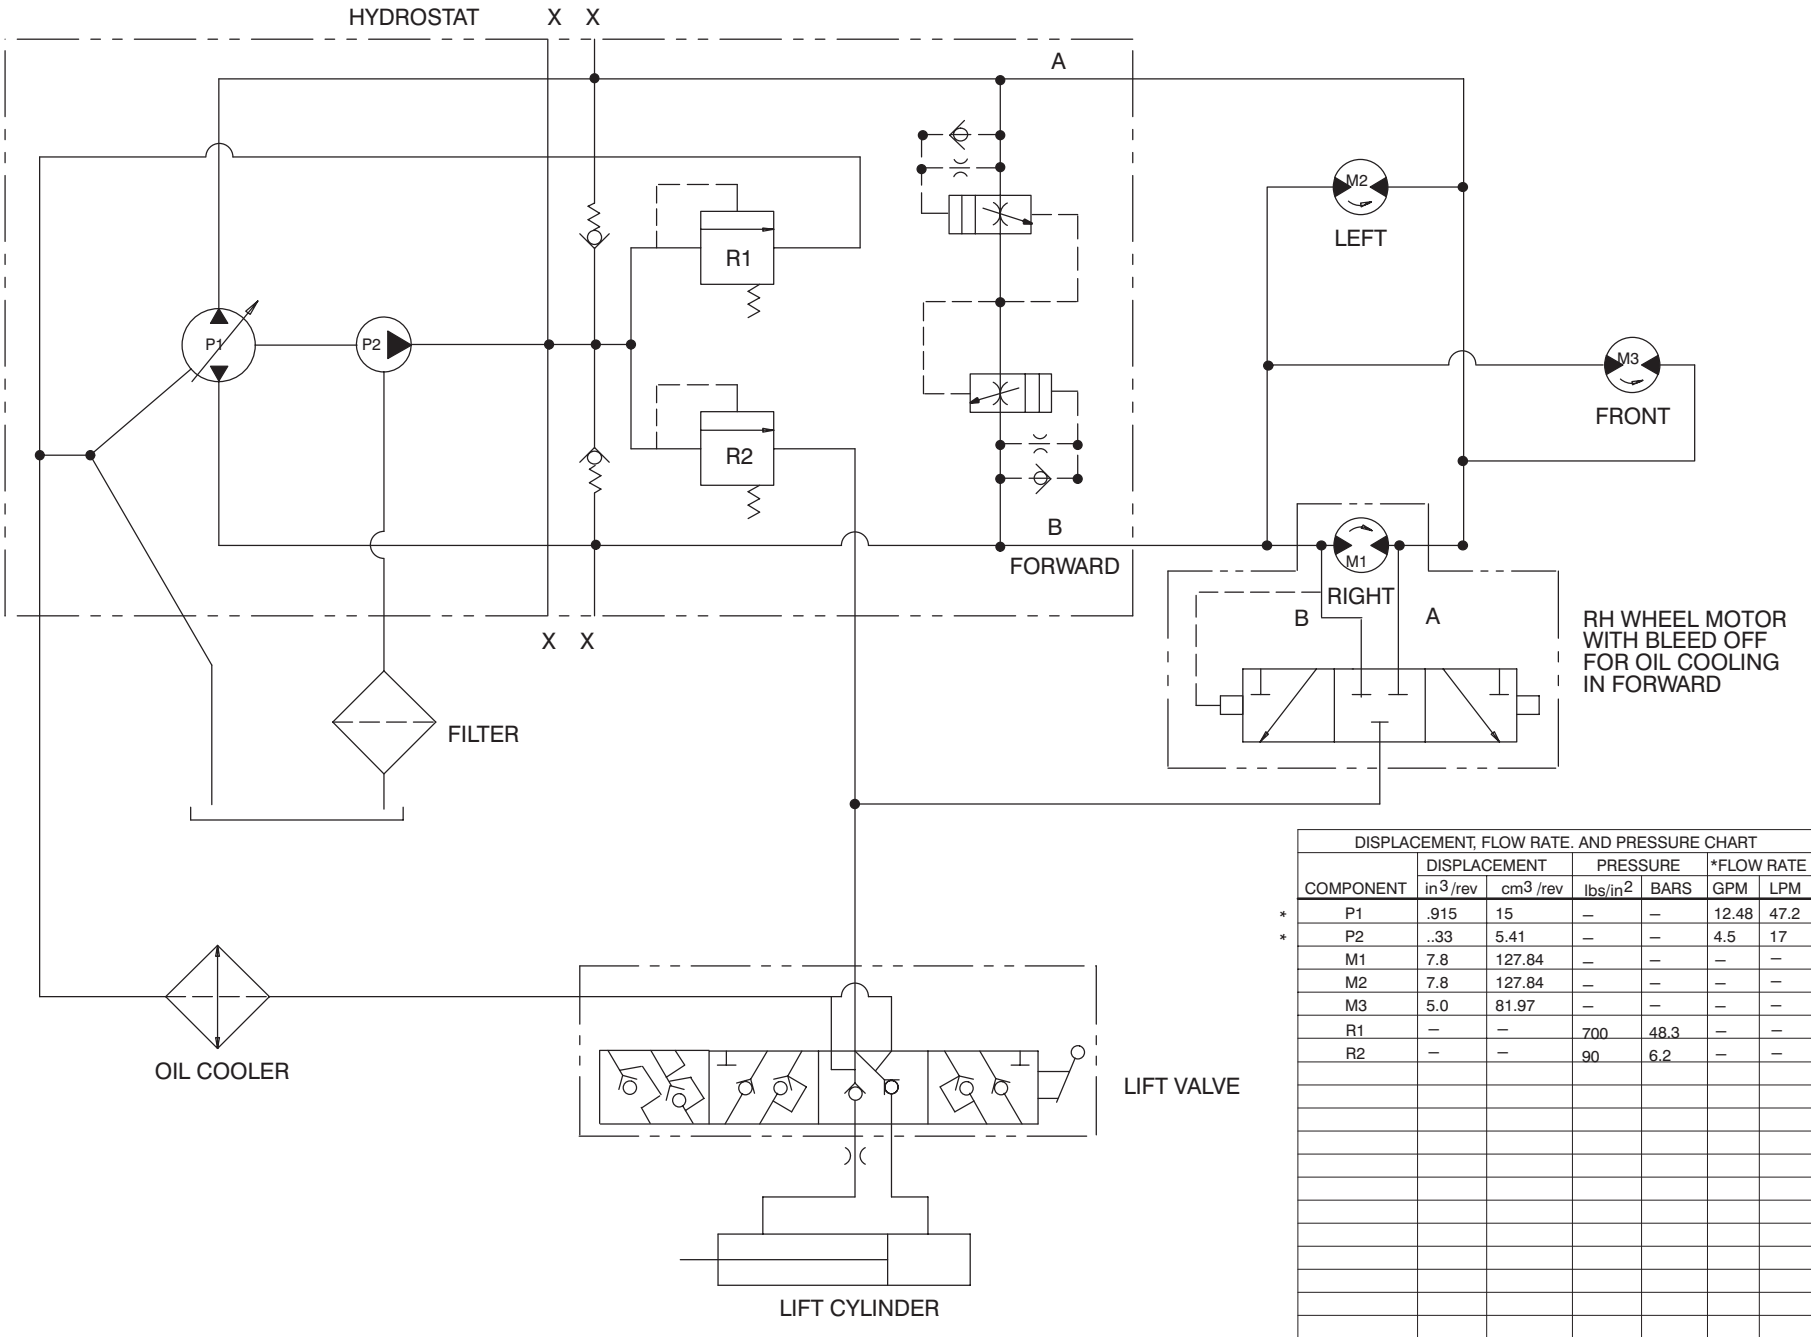 HYDROSTAT X X
A
M2
LEFT
R1
P1
P2
M3
FRONT
R2
B
FORWARD
M1
RIGHT
B A
X X
RH WHEEL MOTOR
WITH BLEED OFF
FOR OIL COOLING
IN FORWARD
FILTER
OIL COOLER
LIFT VALVE
LIFT CYLINDER
DISPLACEMENT, FLOW RATE. AND PRESSURE CHART
DISPLACEMENT PRESSURE *FLOW RATE
COMPONENT in3/rev cm3/rev lbs/in2 BARS GPM LPM
* P1 .915 15 – – 12.48 47.2
* P2 ..33 5.41 – – 4.5 17
M1 7.8 127.84 – – – –
M2 7.8 127.84 – – – –
M3 5.0 81.97 – – – –
R1 – – 700 48.3 – –
R2 – – 90 6.2 – –